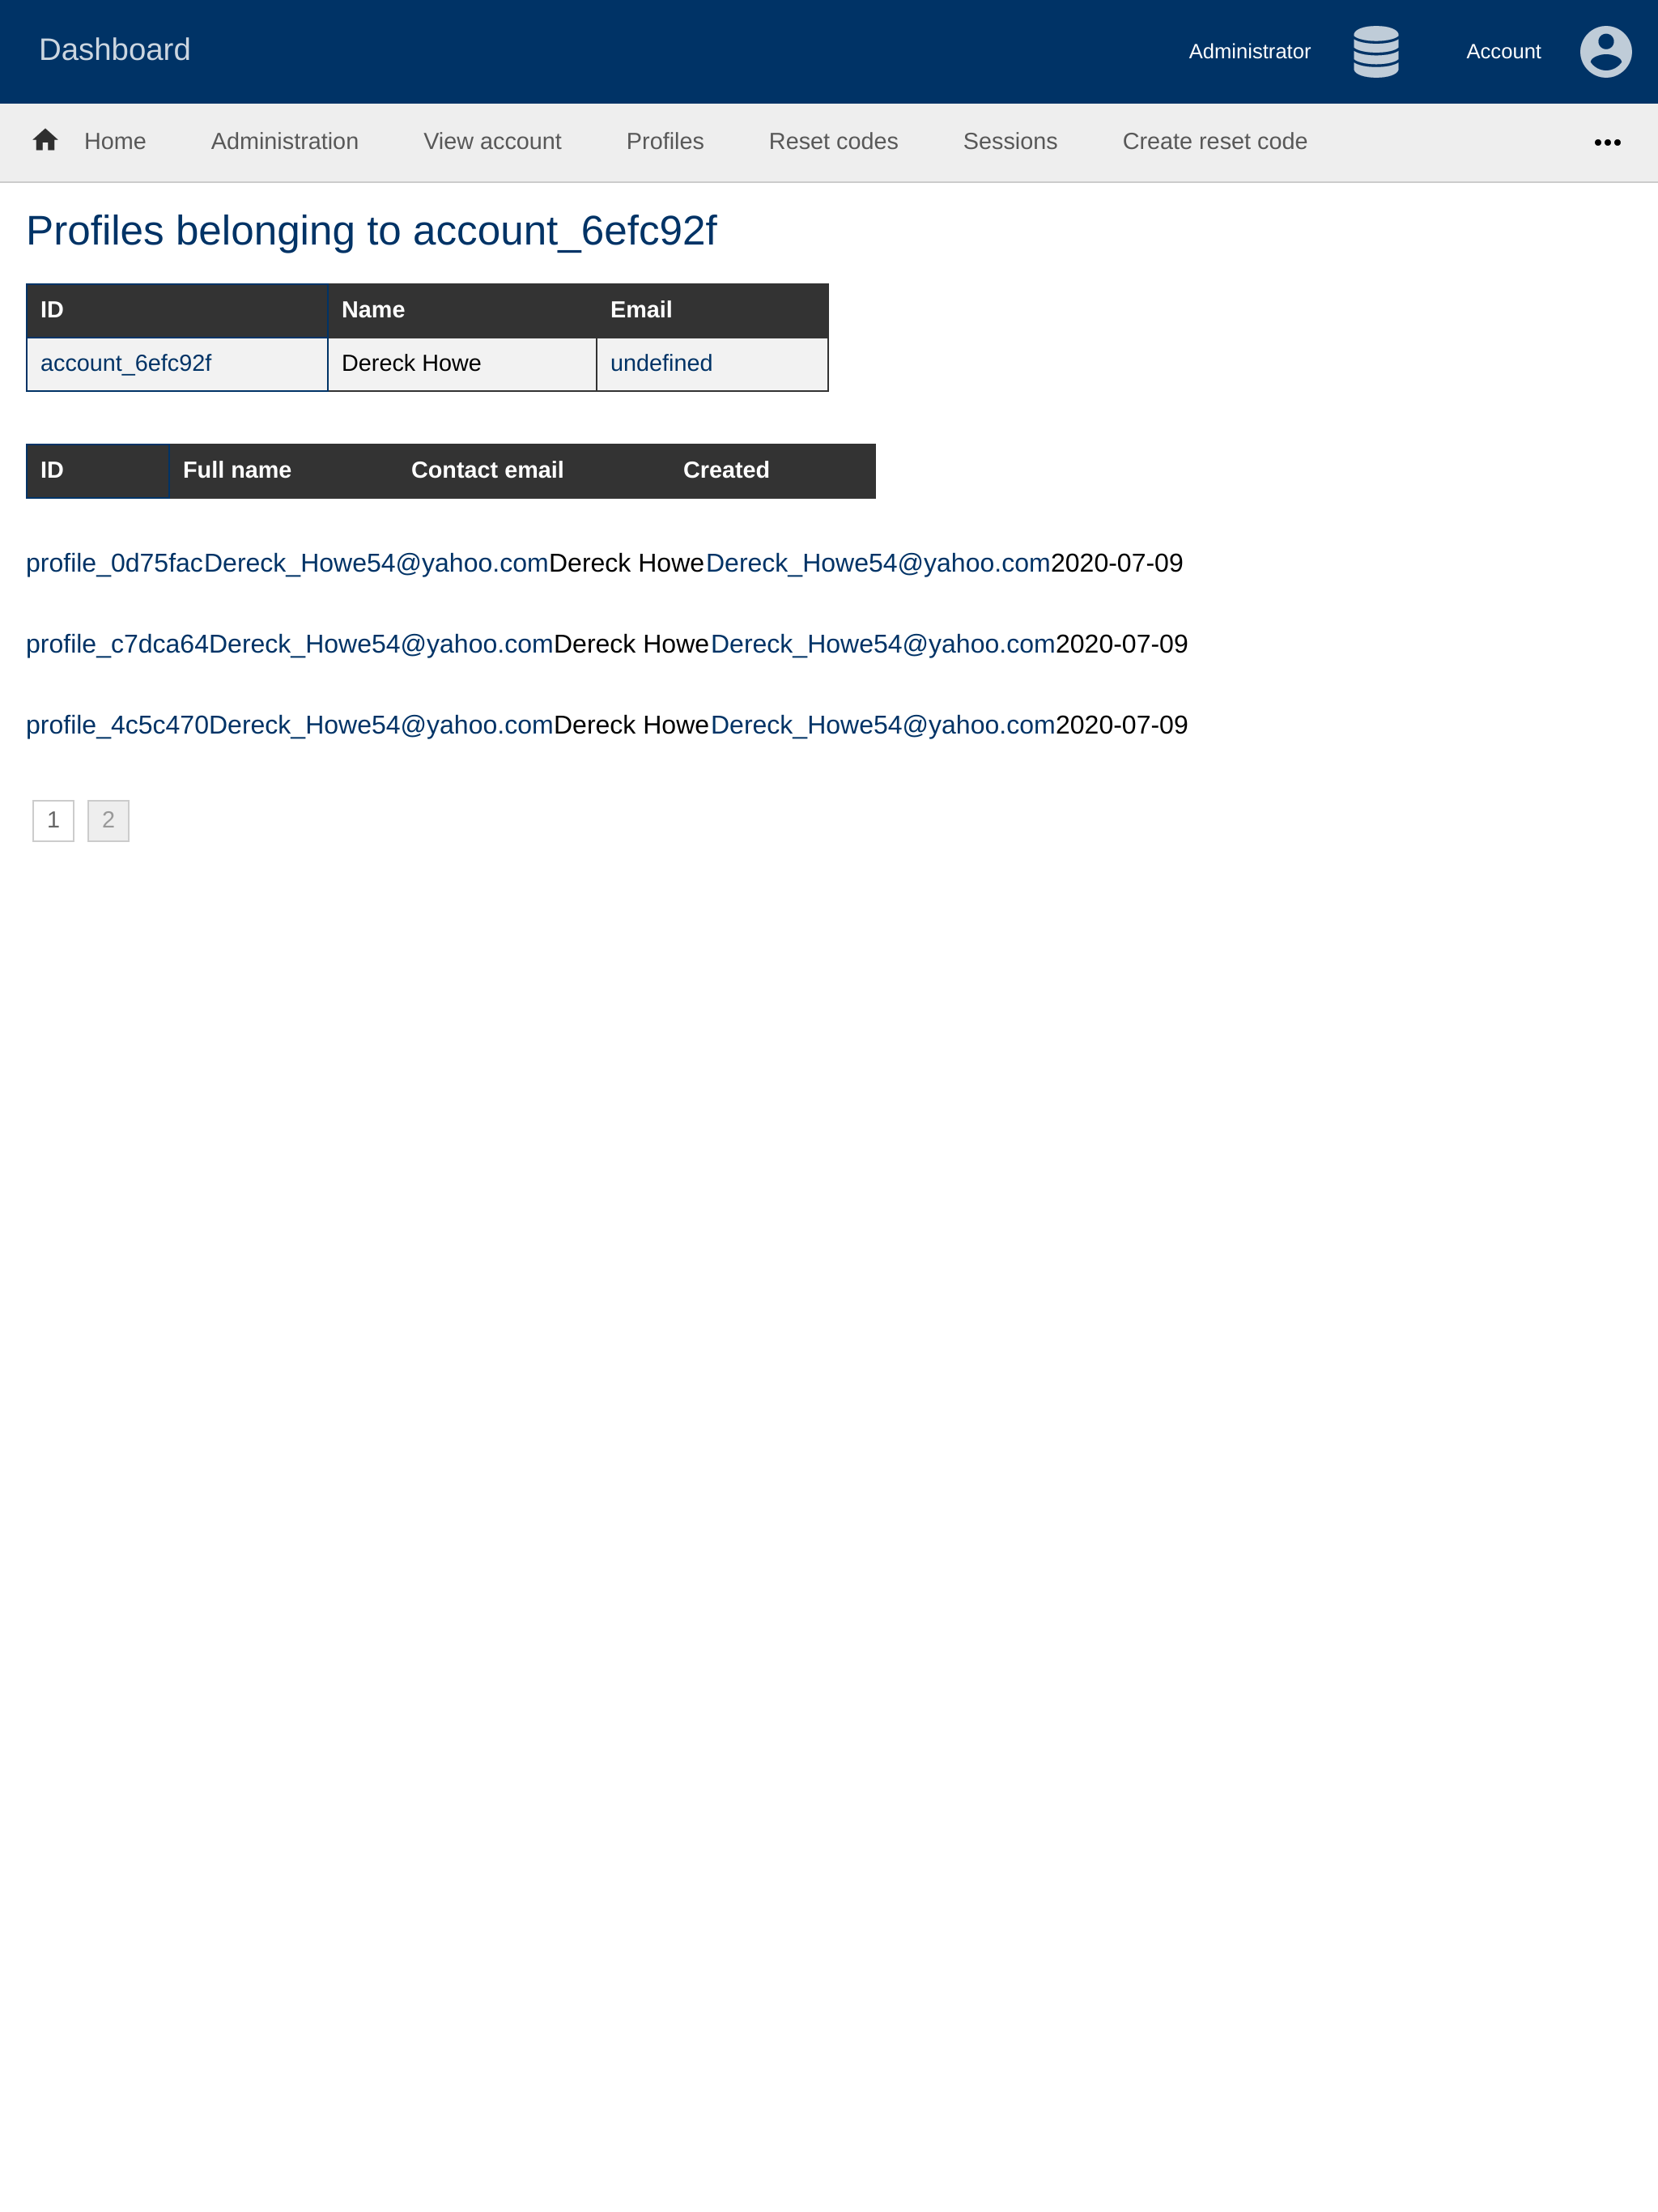 Dashboard Administrator Account
Home Administration View account Profiles Reset codes Sessions Create reset code •••
Profiles belonging to account_6efc92f
ID Name Email
account_6efc92f Dereck Howe undefined
ID Full name Contact email Created
profile_0d75facDereck_Howe54@yahoo.comDereck HoweDereck_Howe54@yahoo.com2020-07-09
profile_c7dca64Dereck_Howe54@yahoo.comDereck HoweDereck_Howe54@yahoo.com2020-07-09
profile_4c5c470Dereck_Howe54@yahoo.comDereck HoweDereck_Howe54@yahoo.com2020-07-09
1 2